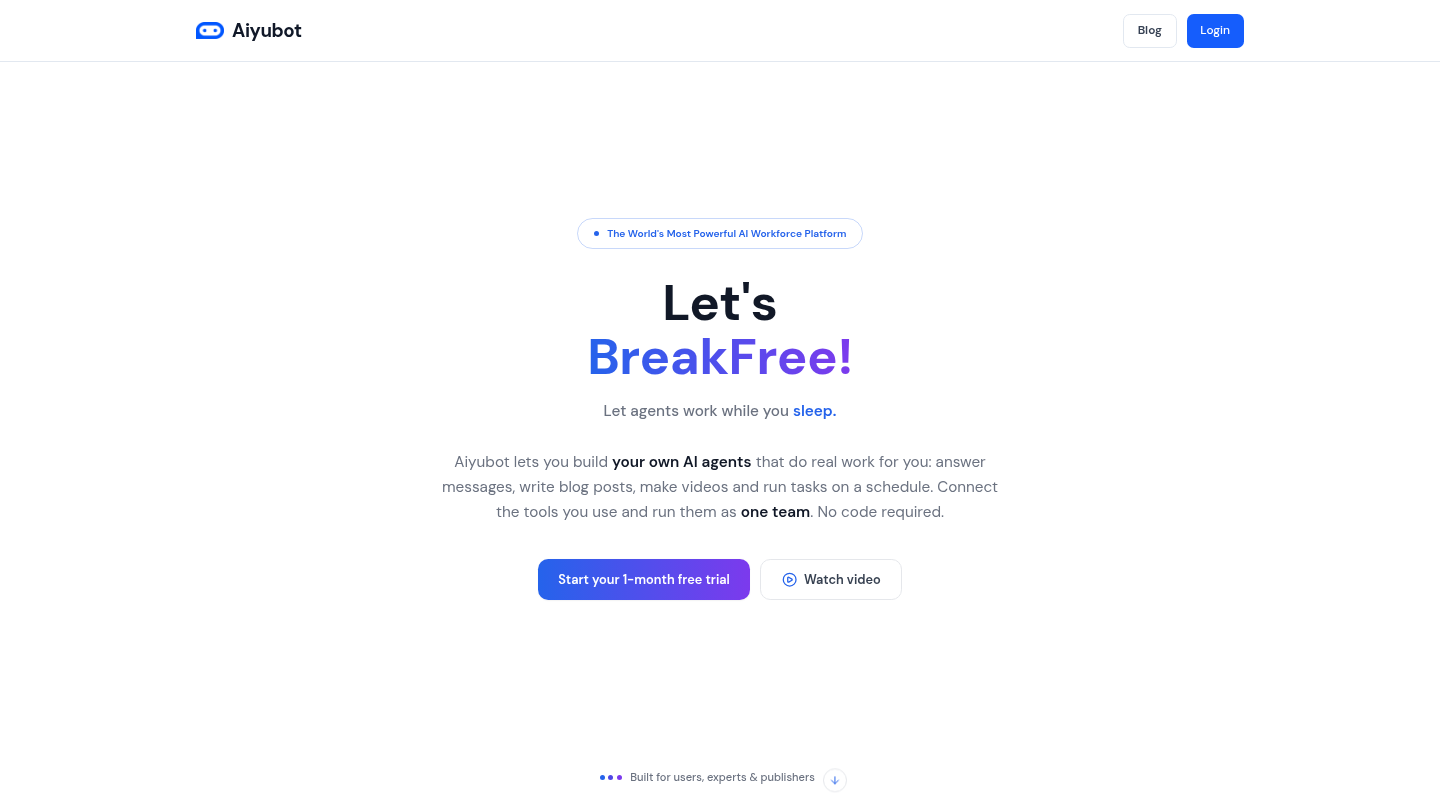 Aiyubot
Blog
Login
The World's Most Powerful AI Workforce Platform
Let's
BreakFree!
Let agents work while you sleep.
Aiyubot lets you build your own AI agents that do real work for you: answer
messages, write blog posts, make videos and run tasks on a schedule. Connect
the tools you use and run them as one team. No code required.
Start your 1-month free trial
Watch video
Built for users, experts & publishers